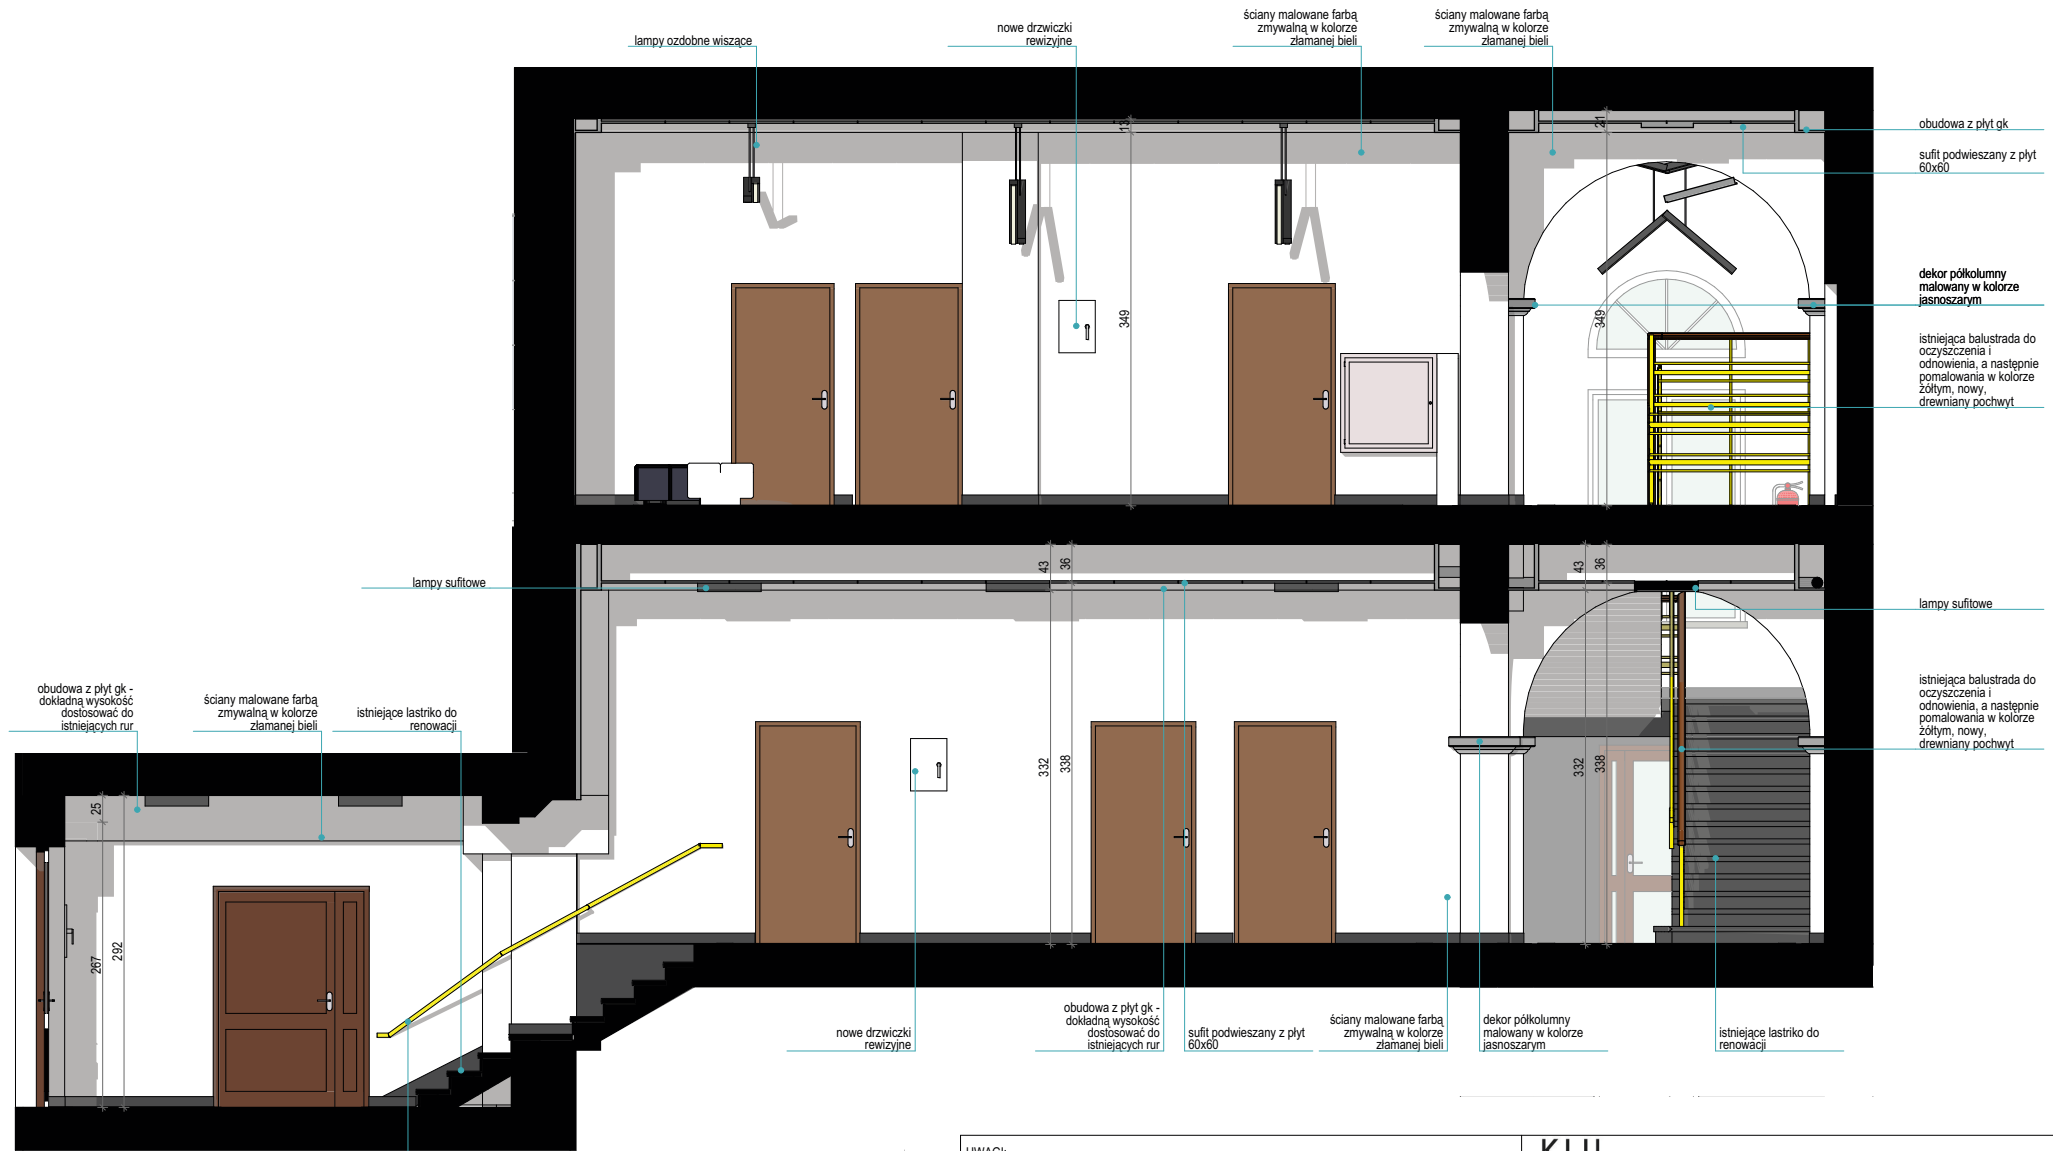 lampy ozdobne wiszące
nowe drzwiczki
rewizyjne
ściany malowane farbą
zmywalną w kolorze
złamanej bieli
ściany malowane farbą
zmywalną w kolorze
złamanej bieli
13
21
obudowa z płyt gk
sufit podwieszany z płyt
60x60
dekor półkolumny
malowany w kolorze
jasnoszarym
349
349
istniejąca balustrada do
oczyszczenia i
odnowienia, a następnie
pomalowania w kolorze
żółtym, nowy,
drewniany pochwyt
43
36
43
36
lampy sufitowe
lampy sufitowe
obudowa z płyt gk -
dokładną wysokość
dostosować do
istniejących rur
ściany malowane farbą
zmywalną w kolorze
złamanej bieli
istniejące lastriko do
renowacji
istniejąca balustrada do
oczyszczenia i
odnowienia, a następnie
pomalowania w kolorze
żółtym, nowy,
drewniany pochwyt
332
338
332
338
25
267
292
nowe drzwiczki
rewizyjne
obudowa z płyt gk -
dokładną wysokość
dostosować do
istniejących rur
sufit podwieszany z płyt
60x60
ściany malowane farbą
zmywalną w kolorze
złamanej bieli
dekor półkolumny
malowany w kolorze
jasnoszarym
istniejące lastriko do
renowacji
UWAGI: